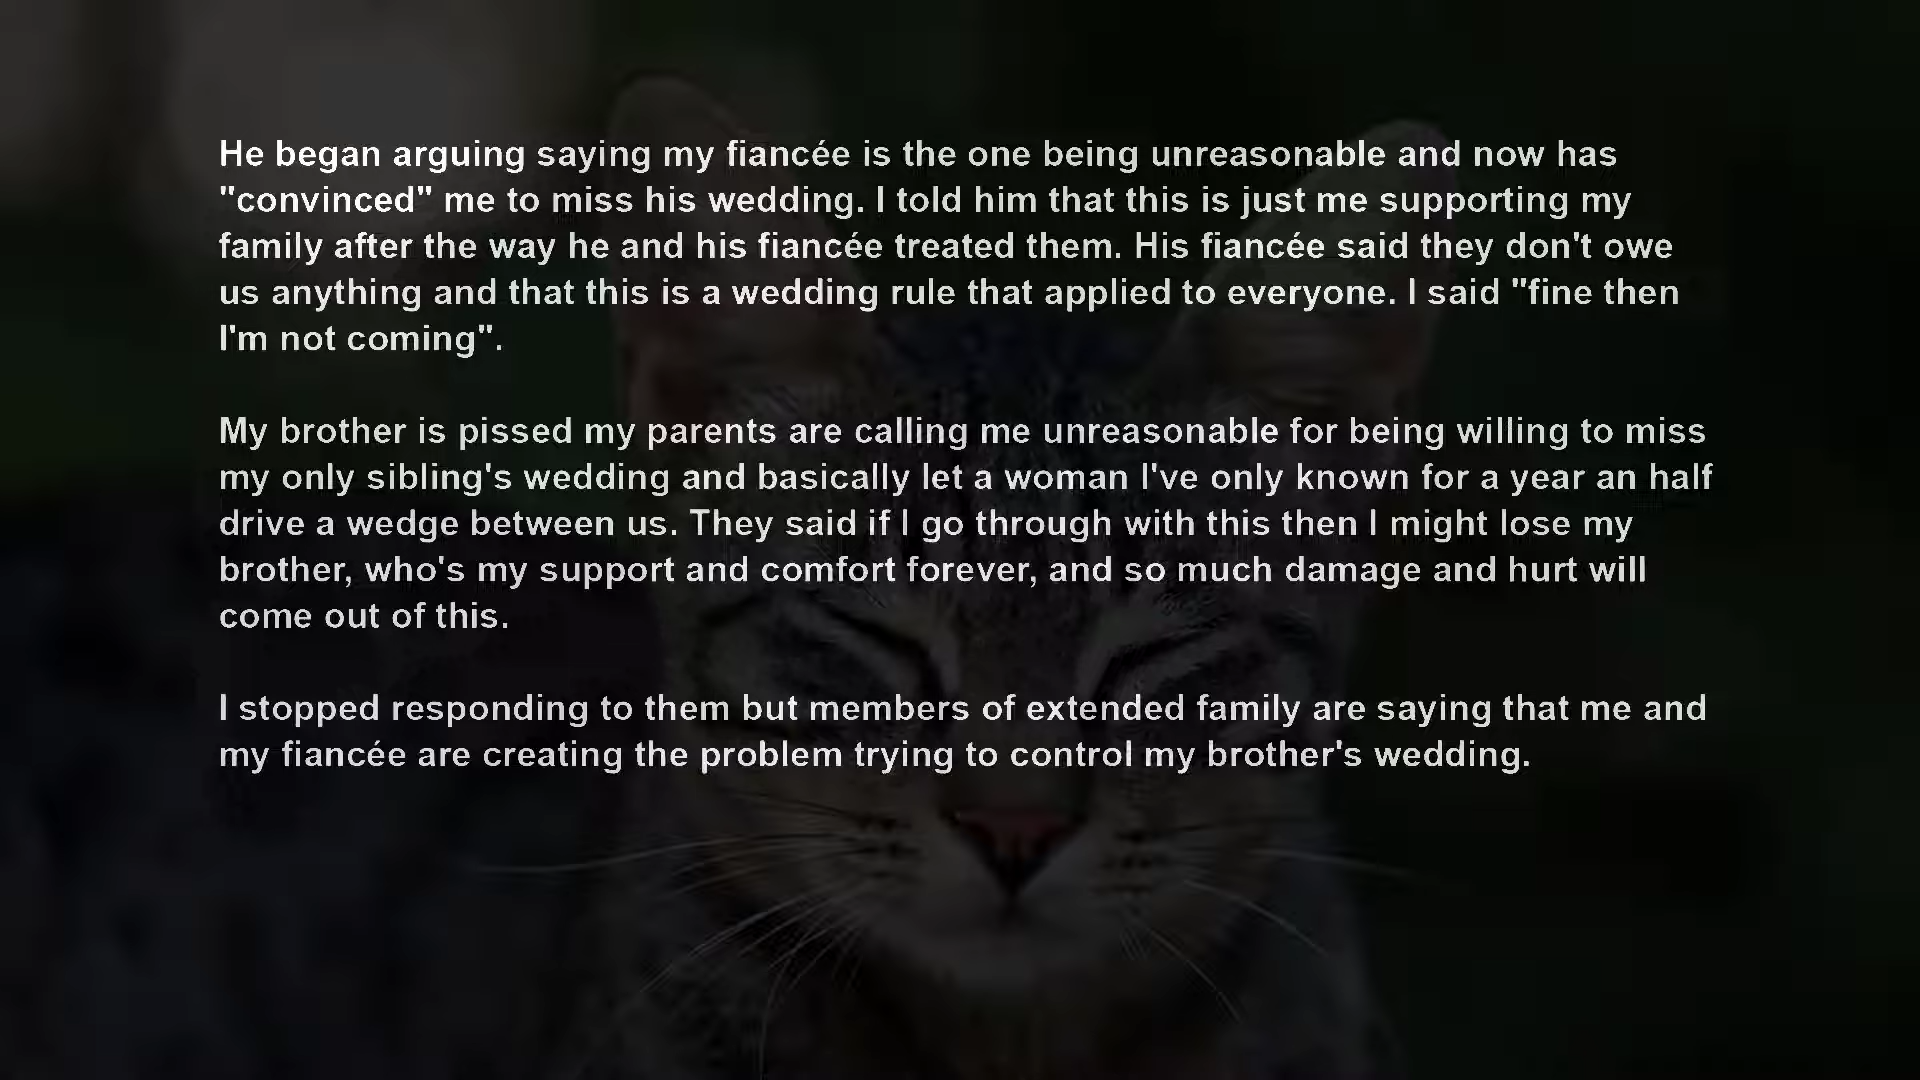 He began arguing saying my fiancée is the one being unreasonable and now has
"convinced" me to miss his wedding. I told him that this is just me supporting my
family after the way he and his fiancée treated them. His fiancée said they don't owe
us anything and that this is a wedding rule that applied to everyone. I said "fine then
I'm not coming".
My brother is pissed my parents are calling me unreasonable for being willing to miss
my only sibling's wedding and basically let a woman I've only known for a year an half
drive a wedge between us. They said if I go through with this then I might lose my
brother, who's my support and comfort forever, and so much damage and hurt will
come out of this.
I stopped responding to them but members of extended family are saying that me and
my fiancée are creating the problem trying to control my brother's wedding.